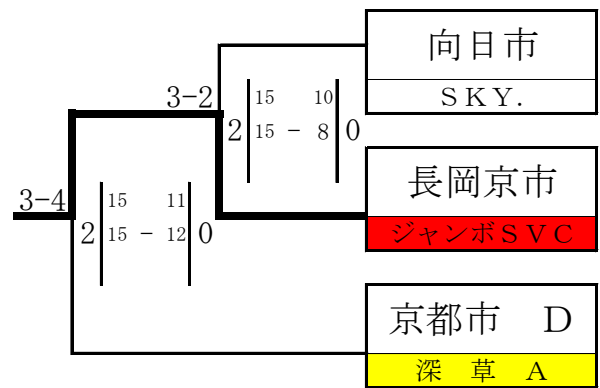 向日市
ＳＫＹ.
3-2
15 10
2 15 - 8 0
長岡京市
ジャンボＳＶＣ
3-4
15 11
2 15 - 12 0
京都市　Ｄ
深　草　Ａ